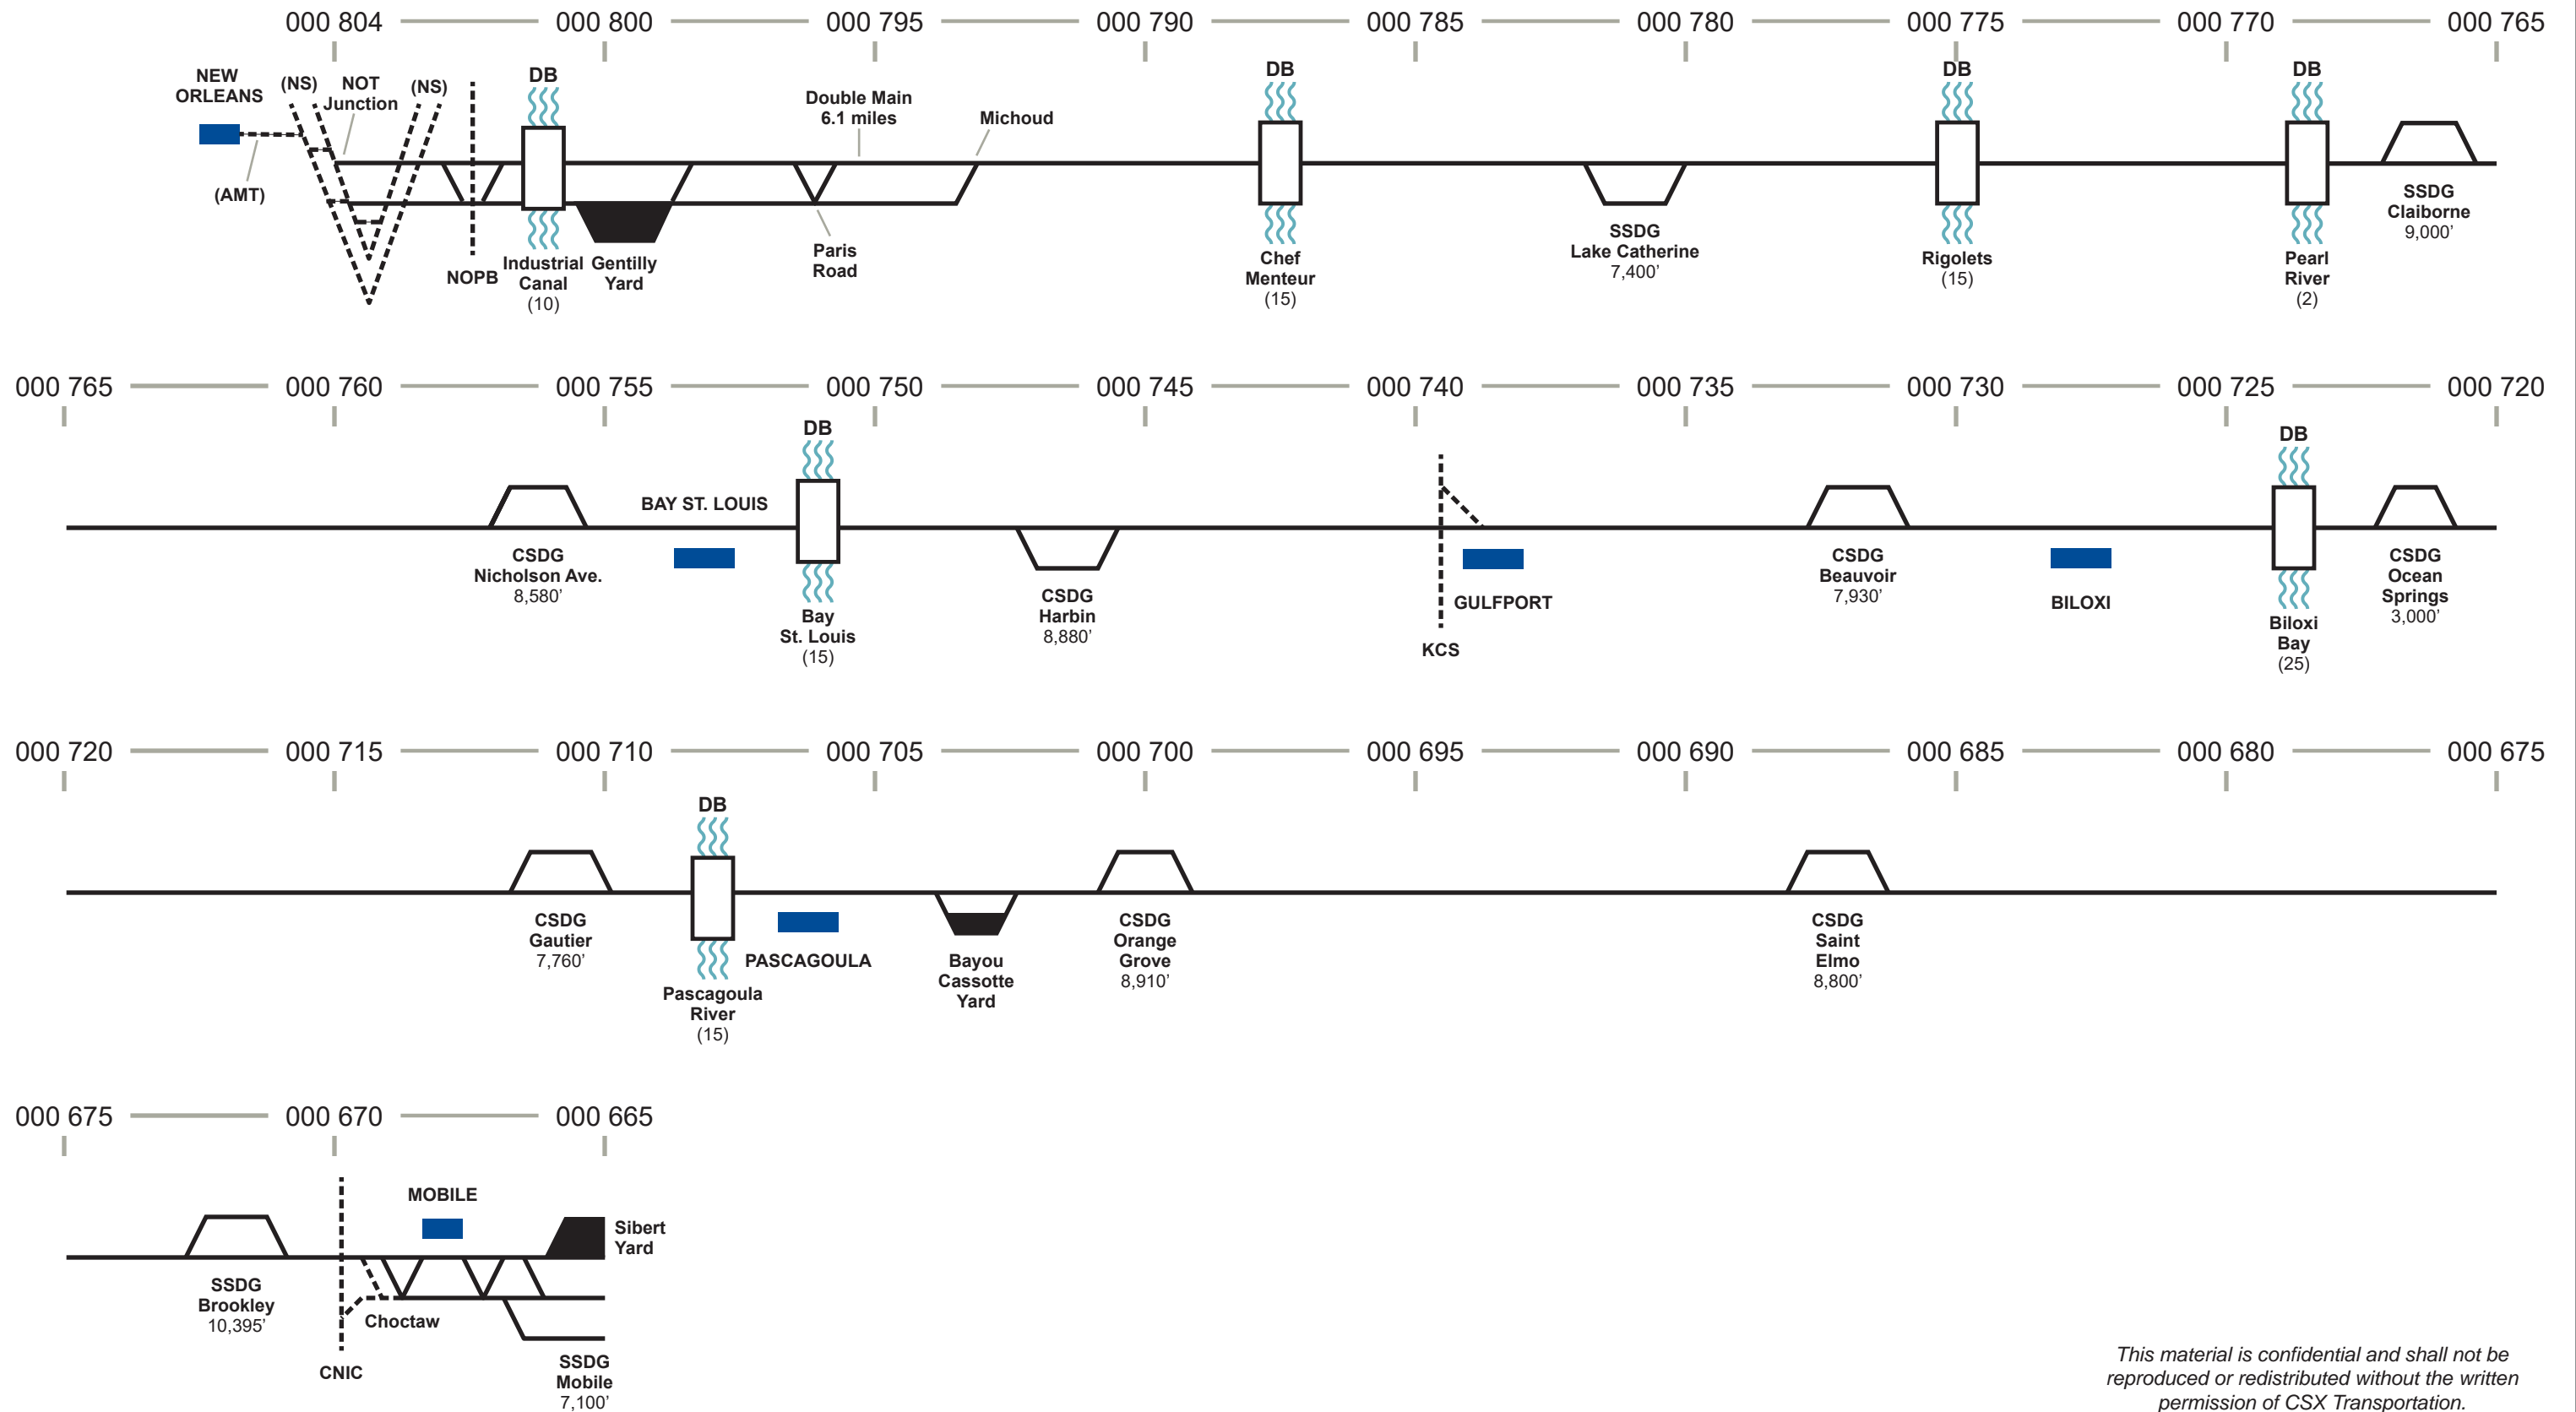 000 804 000 800 000 795 000 790 000 785 000 780 000 775 000 770 000 765
NEW
ORLEANS
(NS)
NOT
Junction
(NS)
(AMT)
NOPB
DB
Industrial
Canal
(10)
Gentilly
Yard
Double Main
6.1 miles
Paris
Road
Michoud
DB
Chef
Menteur
(15)
SSDG
Lake Catherine
7,400’
DB
Rigolets
(15)
DB
Pearl
River
(2)
SSDG
Claiborne
9,000’
000 765 000 760 000 755 000 750 000 745 000 740 000 735 000 730 000 725 000 720
CSDG
Nicholson Ave.
8,580’
BAY ST. LOUIS
DB
Bay
St. Louis
(15)
CSDG
Harbin
8,880’
KCS
GULFPORT
CSDG
Beauvoir
7,930’
BILOXI
DB
Biloxi
Bay
(25)
CSDG
Ocean
Springs
3,000’
000 720 000 715 000 710 000 705 000 700 000 695 000 690 000 685 000 680 000 675
CSDG
Gautier
7,760’
DB
Pascagoula
River
(15)
PASCAGOULA
Bayou
Cassotte
Yard
CSDG
Orange
Grove
8,910’
CSDG
Saint
Elmo
8,800’
000 675 000 670 000 665
SSDG
Brookley
10,395’
CNIC
MOBILE
Choctaw
Sibert
Yard
SSDG
Mobile
7,100’
This material is confidential and shall not be
reproduced or redistributed without the written
permission of CSX Transportation.